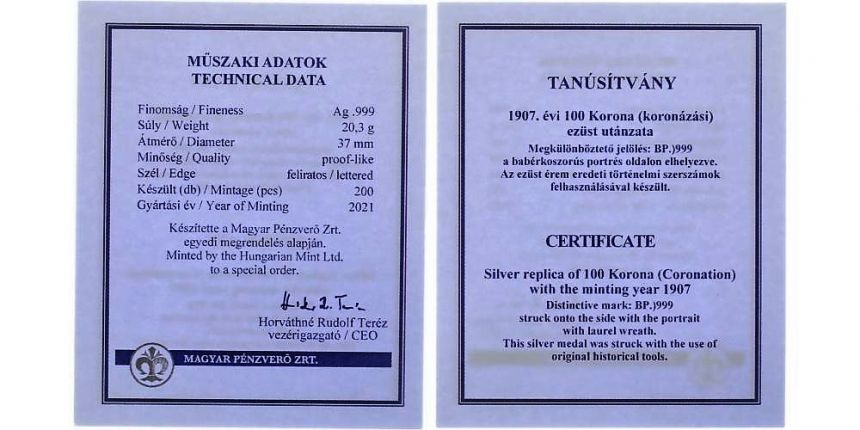 MŰSZAKI ADATOK
TECHNICAL DATA
Finomság / Fineness Ag .999
Súly / Weight 20,3 g
Átmérő / Diameter 37 mm
Minőség / Quality proof-like
Szél / Edge feliratos / lettered
Készült (db) / Mintage (pcs) 200
Gyártási év / Year of Minting 2021
Készítette a Magyar Pénzverő Zrt.
egyedi megrendelés alapján.
Minted by the Hungarian Mint Ltd.
to a special order.
Horváthné Rudolf Teréz
vezérigazgató / CEO
MAGYAR PÉNZVERŐ ZRT.
TANÚSÍTVÁNY
1907. évi 100 Korona (koronázási)
ezüst utánzata
Megkülönböztető jelölés: BP.)999
a babérkoszorús portrés oldalon elhelyezve.
Az ezüst érem eredeti történelmi szerszámok
felhasználásával készült.
CERTIFICATE
Silver replica of 100 Korona (Coronation)
with the minting year 1907
Distinctive mark: BP.)999
struck onto the side with the portrait
with laurel wreath.
This silver medal was struck with the use of
original historical tools.